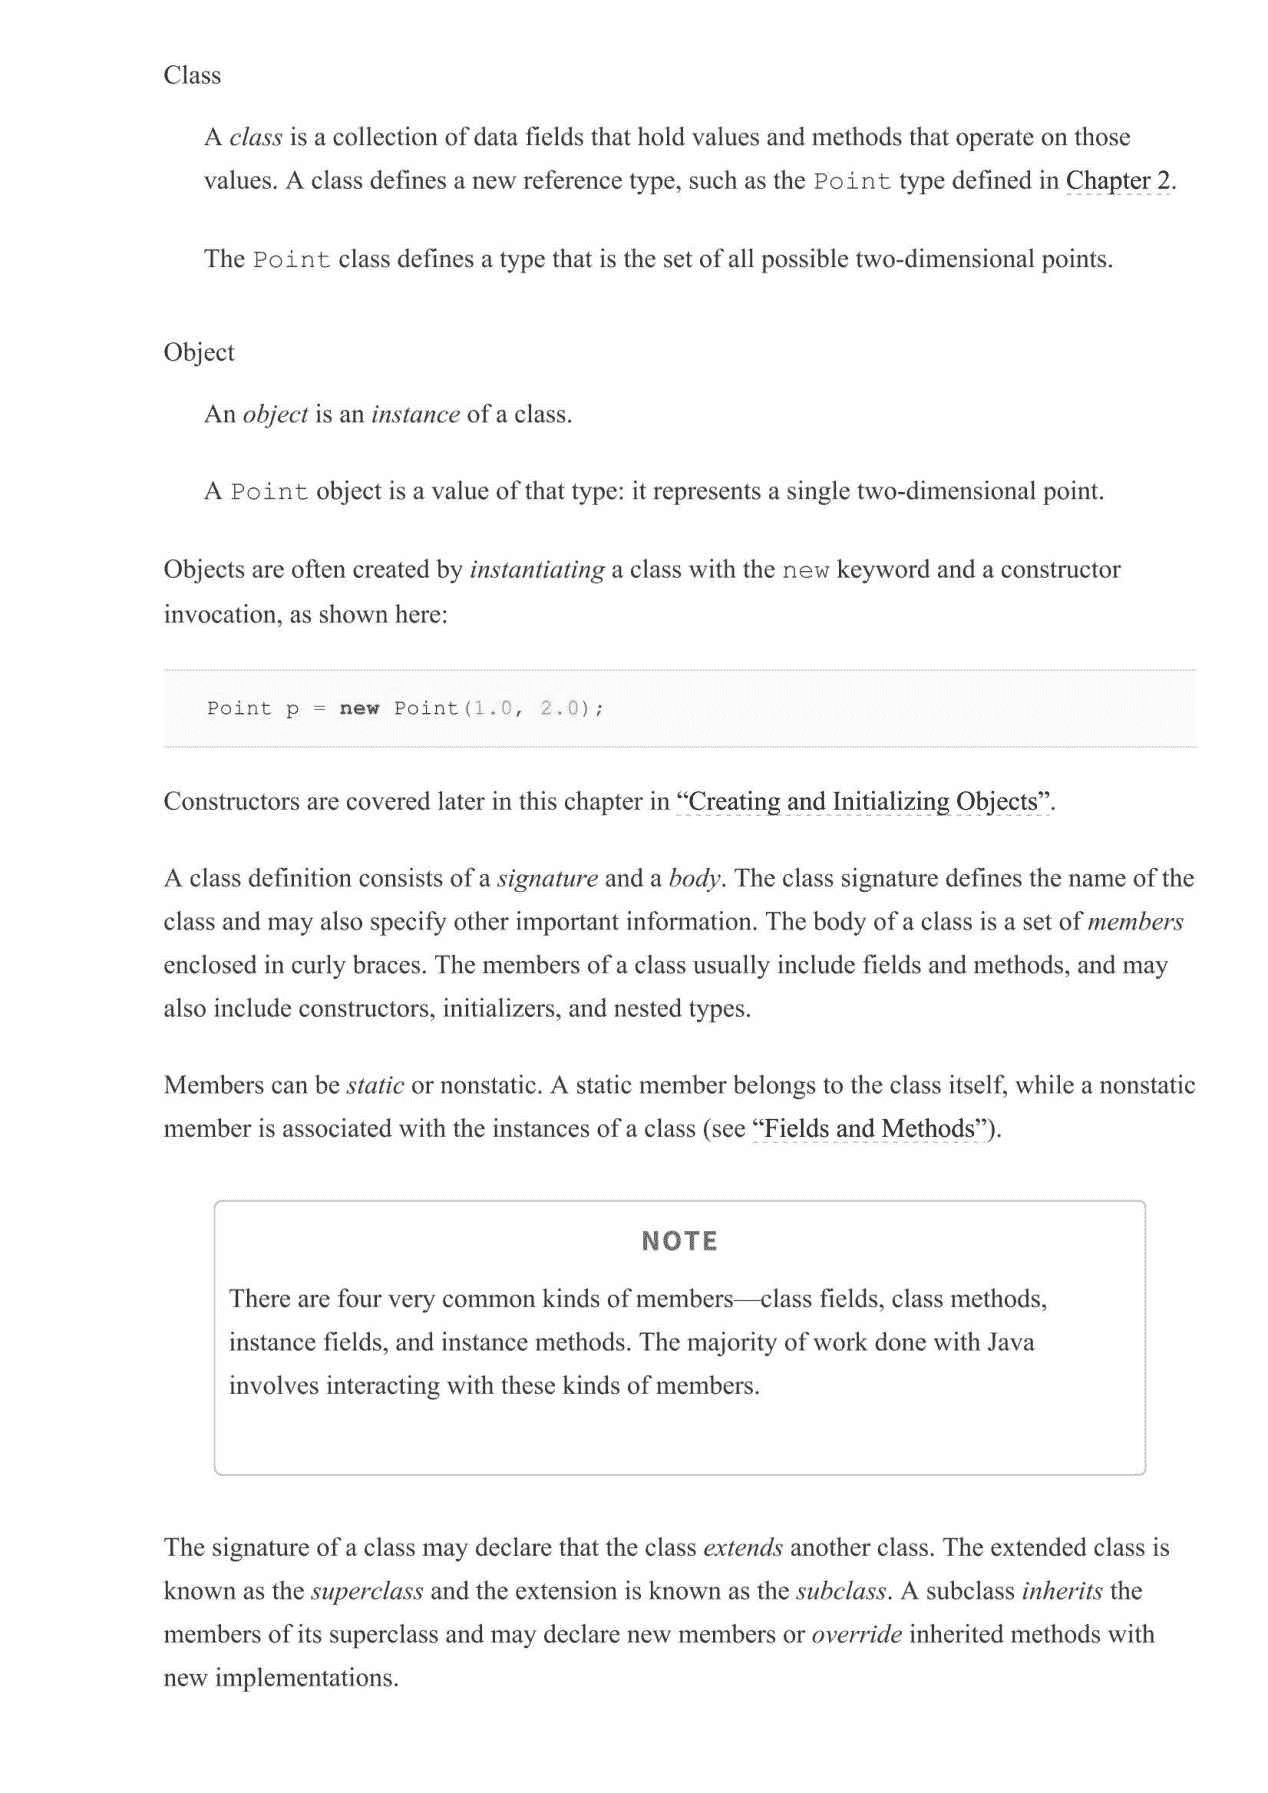 Class
A class is a collection of data fields that hold values and methods that operate on those
values. A class defines a new reference type, such as the Point type defined in Chapter 2.
The Point class defines a type that is the set of all possible two-dimensional points.
Object
An object is an instance of a class.
A Point object is a value of that type: it represents a single two-dimensional point.
Objects are often created by instantiating a class with the new keyword and a constructor
invocation, as shown here:
Point p = new Point(1.0, 2.0);
Constructors are covered later in this chapter in “Creating and Initializing Objects”.
A class definition consists of a signature and a body. The class signature defines the name of the
class and may also specify other important information. The body of a class is a set of members
enclosed in curly braces. The members of a class usually include fields and methods, and may
also include constructors, initializers, and nested types.
Members can be static or nonstatic. A static member belongs to the class itself, while a nonstatic
member is associated with the instances of a class (see “Fields and Methods”).
NOTE
There are four very common kinds of members—class fields, class methods,
instance fields, and instance methods. The majority of work done with Java
involves interacting with these kinds of members.
The signature of a class may declare that the class extends another class. The extended class is
known as the superclass and the extension is known as the subclass. A subclass inherits the
members of its superclass and may declare new members or override inherited methods with
new implementations.